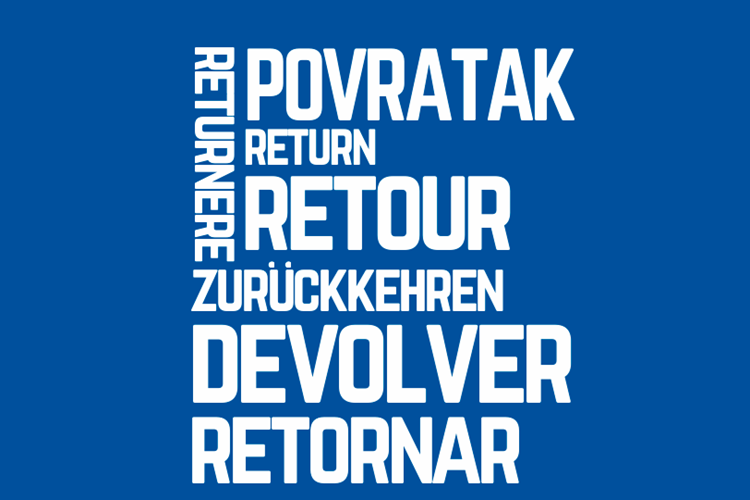 RETURNERE
POVRATAK
RETURN
RETOUR
ZURÜCKKEHREN
DEVOLVER
RETORNAR